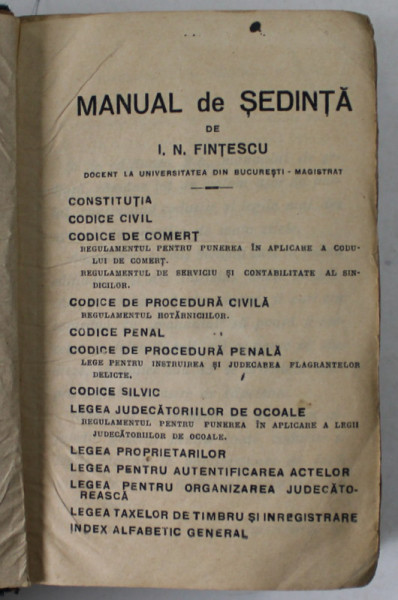 MANUAL de ȘEDINȚĂ
DE
I. N. FINȚESCU
DOCENT LA UNIVERSITATEA DIN BUCUREȘTI - MAGISTRAT
CONSTITUȚIA
CODICE CIVIL
CODICE DE COMERȚ
REGULAMENTUL PENTRU PUNEREA ÎN APLICARE A CODU-
LUI DE COMERȚ.
REGULAMENTUL DE SERVICIU ȘI CONTABILITATE AL SIN-
DICILOR.
CODICE DE PROCEDURĂ CIVILĂ
REGULAMENTUL HOTĂRNICIILOR.
CODICE PENAL
CODICE DE PROCEDURĂ PENALĂ
LEGE PENTRU INSTRUIREA ȘI JUDECAREA FLAGRANTELOR
DELICTE.
CODICE SILVIC
LEGEA JUDECĂTORIILOR DE OCOALE
REGULAMENTUL PENTRU PUNEREA ÎN APLICARE A LEGII
JUDECĂTORIILOR DE OCOALE.
LEGEA PROPRIETARILOR
LEGEA PENTRU AUTENTIFICAREA ACTELOR
LEGEA PENTRU ORGANIZAREA JUDECĂTO-
REASCĂ
LEGEA TAXELOR DE TIMBRU ȘI INREGISTRARE
INDEX ALFABETIC GENERAL